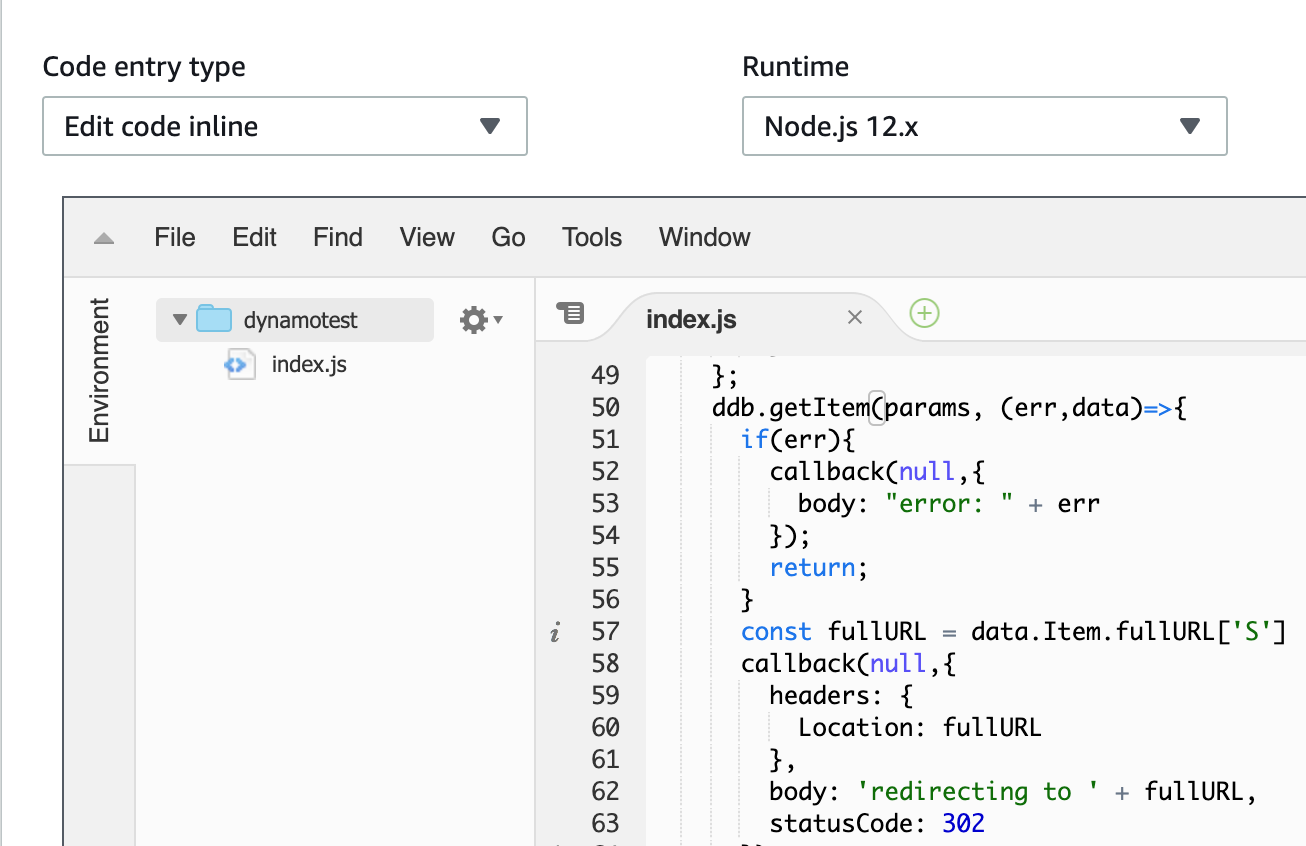 Code entry type
Runtime
Edit code inline
Node.js 12.x
File Edit Find View Go Tools Window
Environment
dynamotest
index.js
index.js
49 };
50 ddb.getItem(params, (err,data)=>{
51 if(err){
52 callback(null,{
53 body: "error: " + err
54 });
55 return;
56 }
i 57 const fullURL = data.Item.fullURL['S']
58 callback(null,{
59 headers: {
60 Location: fullURL
61 },
62 body: 'redirecting to ' + fullURL,
63 statusCode: 302